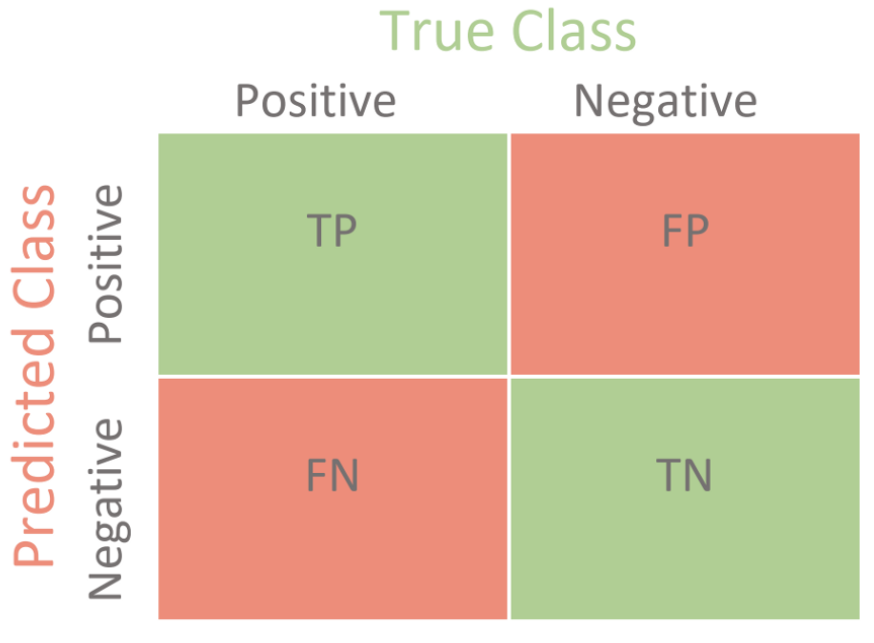 True Class
Positive Negative
Predicted Class
Positive
TP FP
Negative
FN TN